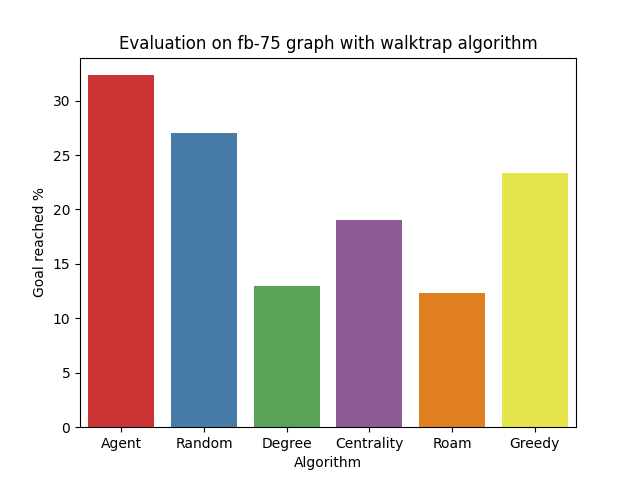 Evaluation on fb-75 graph with walktrap algorithm
Goal reached %
30
25
20
15
10
5
0
Agent Random Degree Centrality Roam Greedy
Algorithm